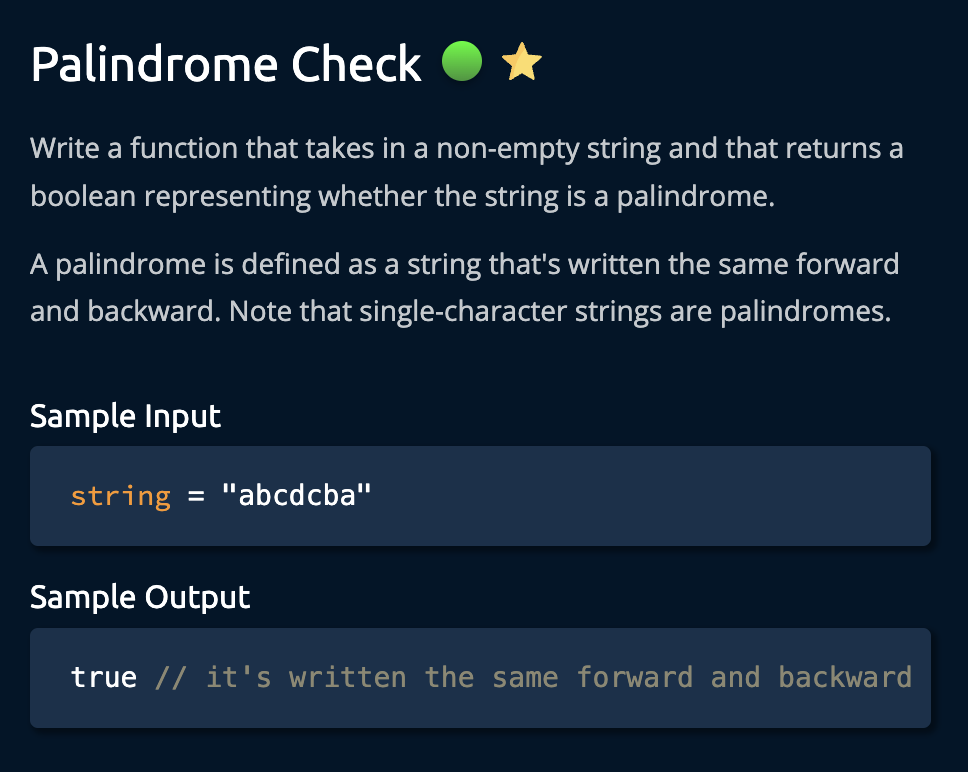 Palindrome Check
Write a function that takes in a non-empty string and that returns a
boolean representing whether the string is a palindrome.
A palindrome is defined as a string that's written the same forward
and backward. Note that single-character strings are palindromes.
Sample Input
string = "abcdcba"
Sample Output
true // it's written the same forward and backward